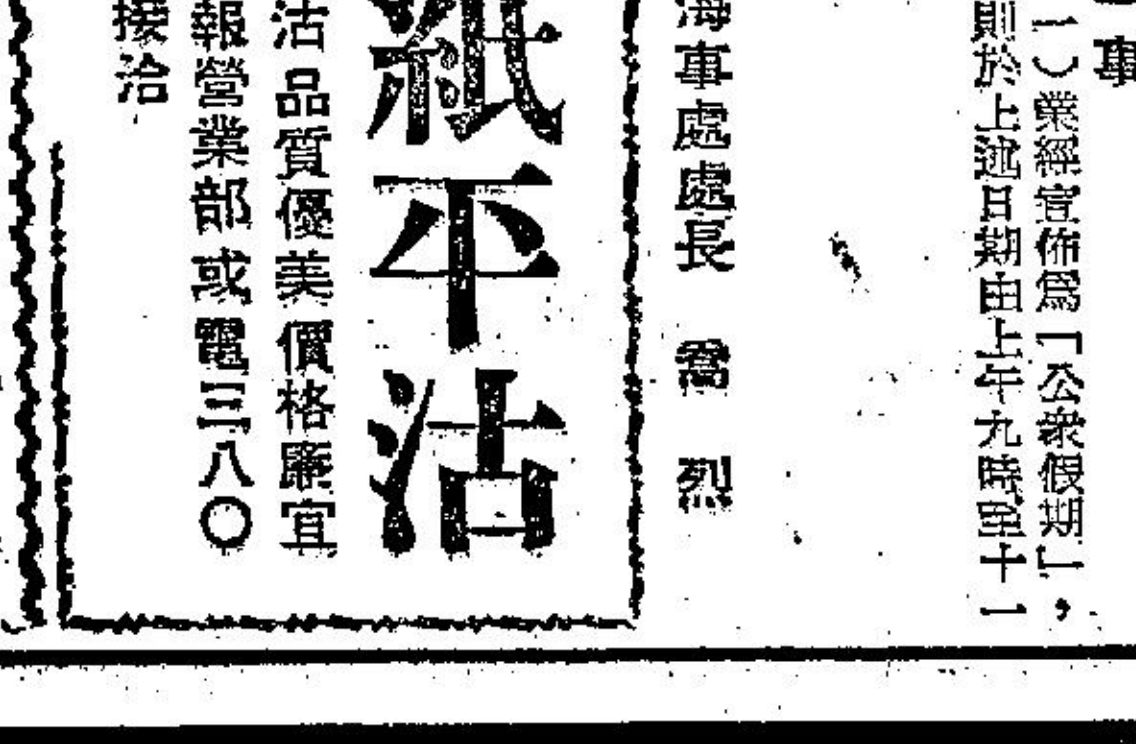 事
一）業經宣佈爲「公衆假期」，
則於上述日期由上午九時至十一
海事處處長　喬　烈
紙平沽
沽品質優美價格廉宜
報營業部或電三八〇
接洽